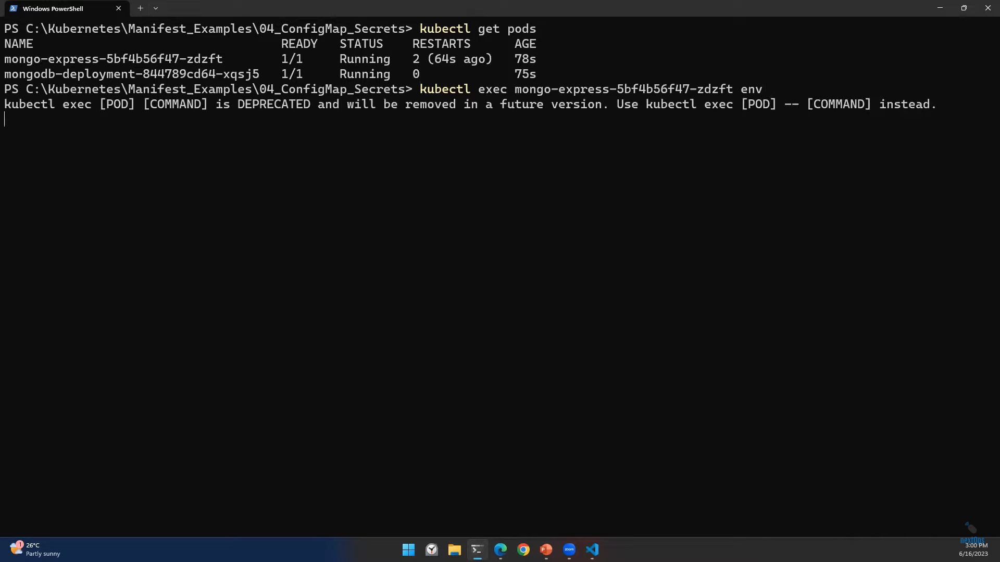 Windows PowerShell
PS C:\Kubernetes\Manifest_Examples\04_ConfigMap_Secrets> kubectl get pods
NAME READY STATUS RESTARTS AGE
mongo-express-5bf4b56f47-zdzft 1/1 Running 2 (64s ago) 78s
mongodb-deployment-844789cd64-xqsj5 1/1 Running 0 75s
PS C:\Kubernetes\Manifest_Examples\04_ConfigMap_Secrets> kubectl exec mongo-express-5bf4b56f47-zdzft env
kubectl exec [POD] [COMMAND] is DEPRECATED and will be removed in a future version. Use kubectl exec [POD] -- [COMMAND] instead.
nextOps
1
26°C
Partly sunny
zoom
3:00 PM
6/16/2023